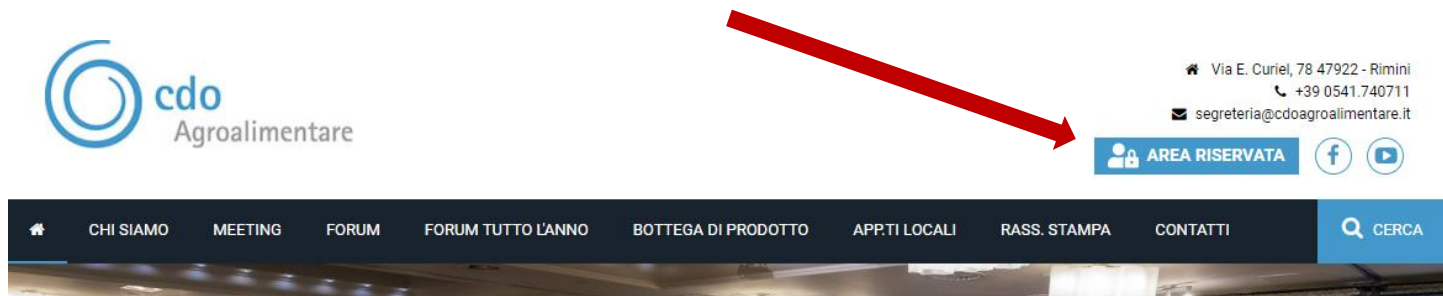 cdo
Agroalimentare
Via E. Curiel, 78 47922 - Rimini
+39 0541.740711
segreteria@cdoagroalimentare.it
AREA RISERVATA
CHI SIAMO MEETING FORUM FORUM TUTTO L'ANNO BOTTEGA DI PRODOTTO APP.TI LOCALI RASS. STAMPA CONTATTI CERCA